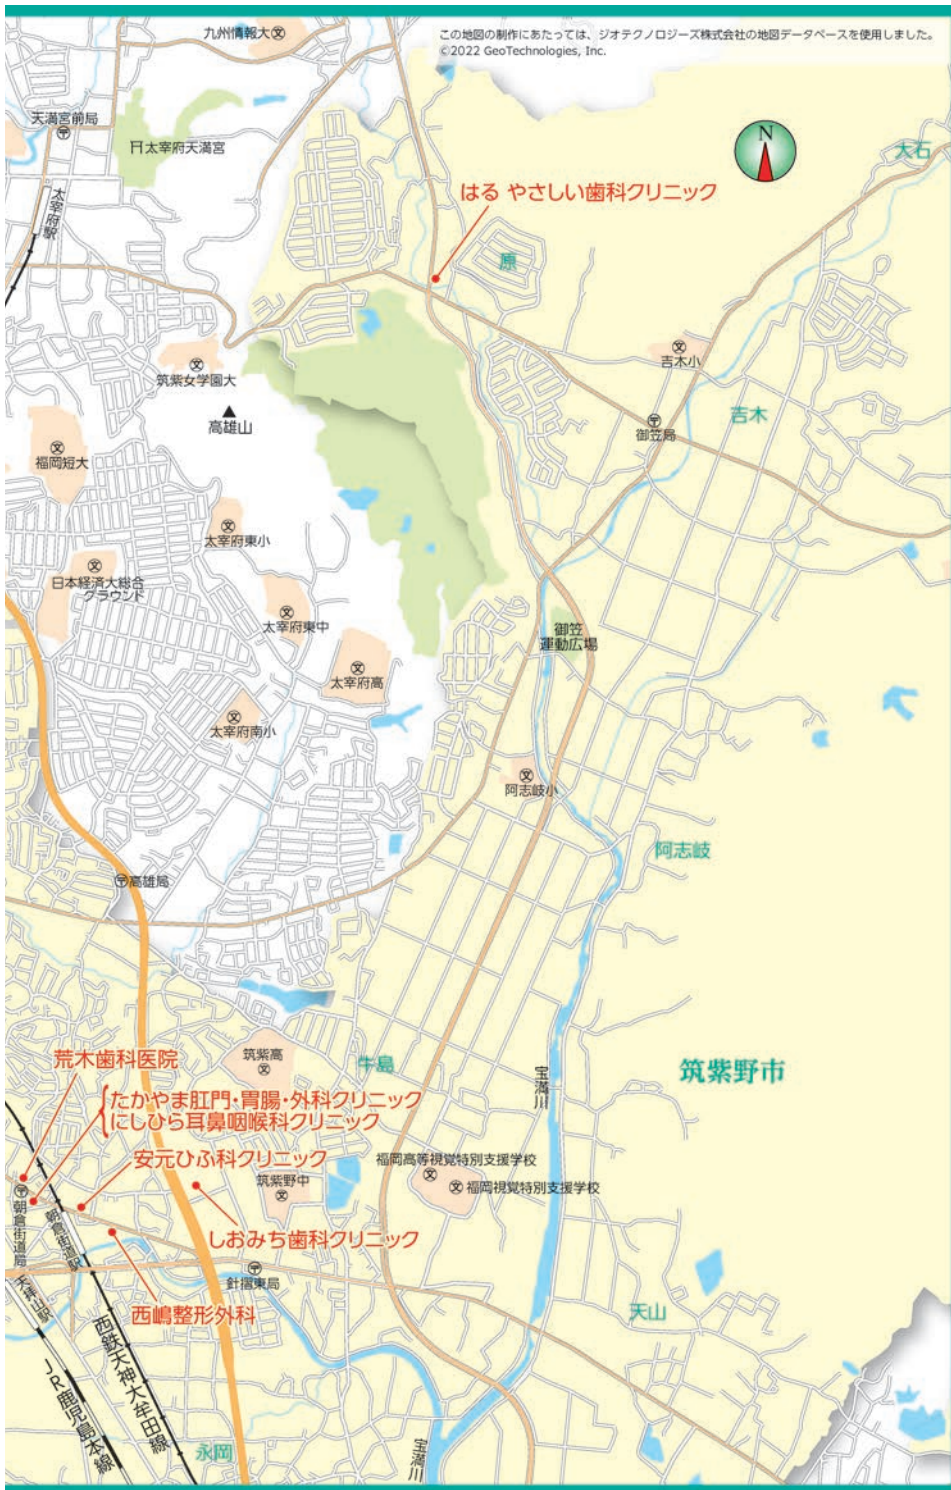 九州情報大
この地図の制作にあたっては、ジオテクノロジーズ株式会社の地図データベースを使用しました。
©2022 GeoTechnologies, Inc.
天満宮前局
太宰府天満宮
N
大石
太宰府駅
はる やさしい歯科クリニック
原
吉木小
筑紫女学園大
高雄山
吉木
御笠局
福岡短大
太宰府東小
日本経済大総合
グラウンド
太宰府東中
御笠
運動広場
太宰府高
太宰府南小
阿志岐小
阿志岐
高雄局
筑紫高
牛島
荒木歯科医院
宝満川
筑紫野市
たかやま肛門・胃腸・外科クリニック
にしひら耳鼻咽喉科クリニック
安元ひふ科クリニック
福岡高等視覚特別支援学校
福岡視覚特別支援学校
筑紫野中
朝倉街道局
朝倉街道駅
しおみち歯科クリニック
天拝山駅
針摺東局
西嶋整形外科
天山
西鉄天神大牟田線
JR鹿児島本線
永岡
宝満川